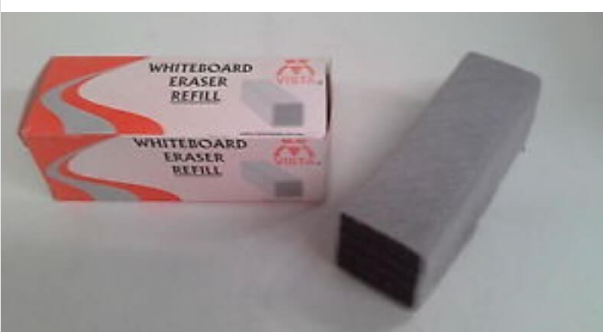 WHITEBOARD
ERASER
REFILL
VISTA
WHITEBOARD
ERASER
REFILL
VISTA